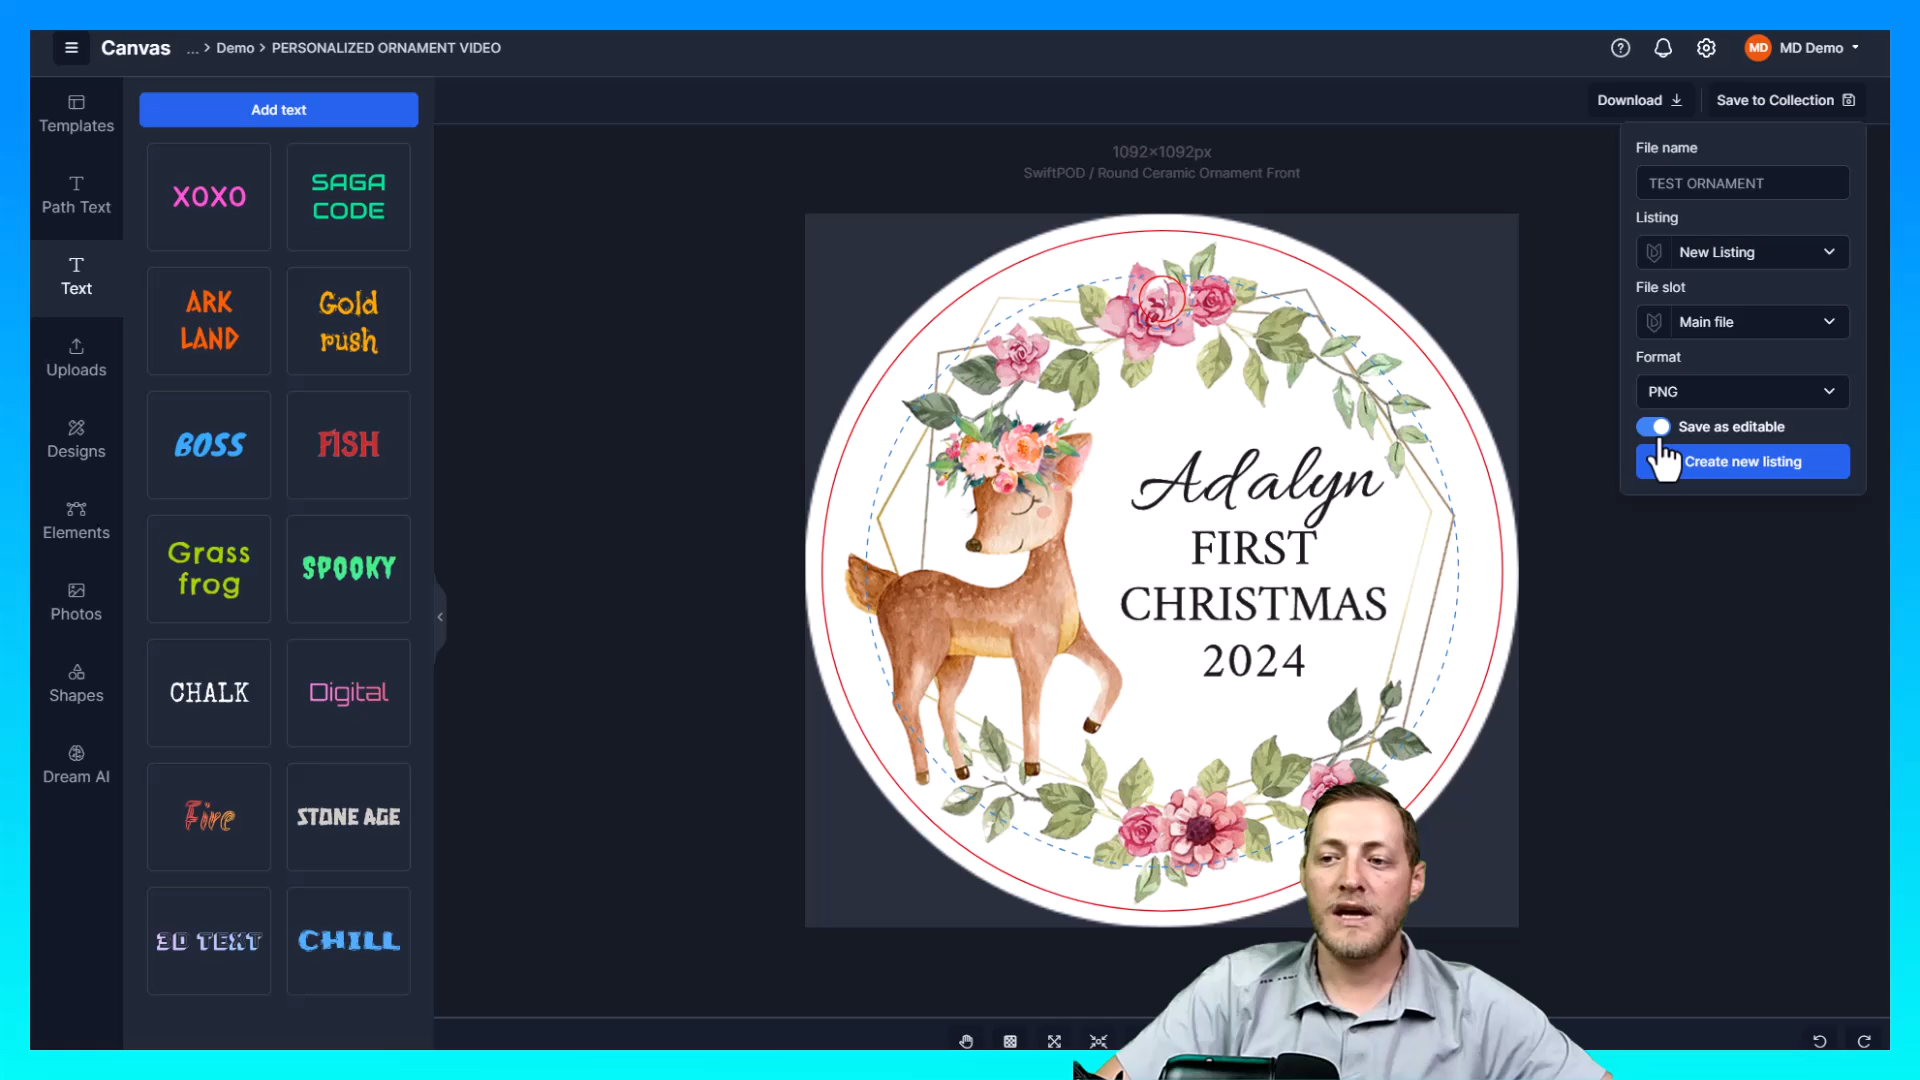 Canvas ... > Demo > PERSONALIZED ORNAMENT VIDEO
MD MD Demo
Download
Save to Collection
Templates
Path Text
Text
Uploads
Designs
Elements
Photos
Shapes
Dream AI
Add text
XOXO
SAGA
CODE
ARK
LAND
Gold
rush
BOSS
FISH
Grass
frog
SPOOKY
CHALK
Digital
Fire
STONE AGE
3D TEXT
CHILL
1092×1092px
SwiftPOD / Round Ceramic Ornament Front
Adalyn
FIRST
CHRISTMAS
2024
File name
TEST ORNAMENT
Listing
New Listing
File slot
Main file
Format
PNG
Save as editable
Create new listing